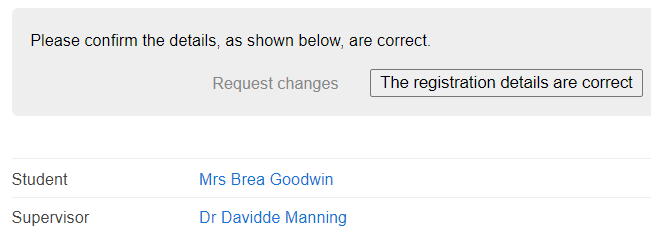 Please confirm the details, as shown below, are correct.
Request changes The registration details are correct
Student Mrs Brea Goodwin
Supervisor Dr Davidde Manning